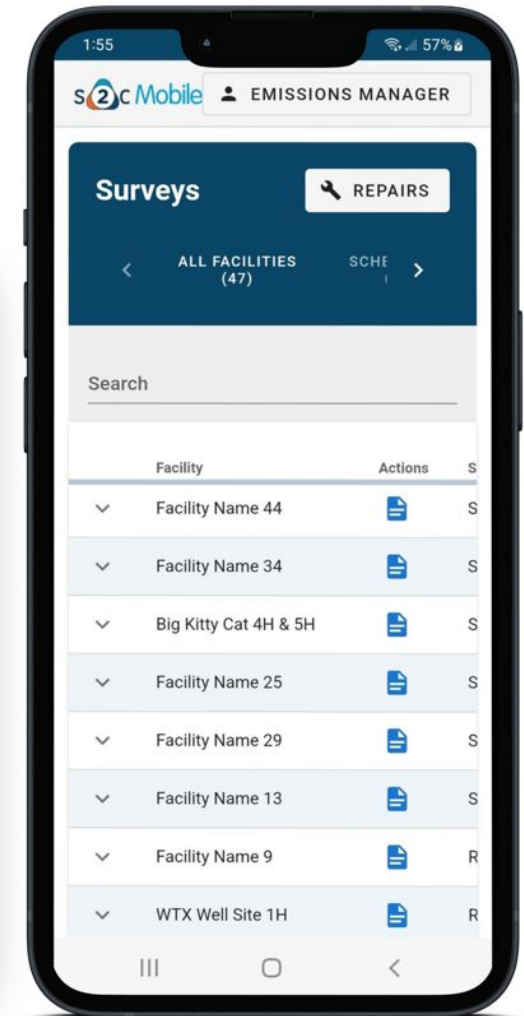 1:55 57%
s2c Mobile EMISSIONS MANAGER
Surveys REPAIRS
ALL FACILITIES
(47)
SCHE
Search
Facility Actions S
Facility Name 44 S
Facility Name 34 S
Big Kitty Cat 4H & 5H S
Facility Name 25 S
Facility Name 29 S
Facility Name 13 S
Facility Name 9 R
WTX Well Site 1H R